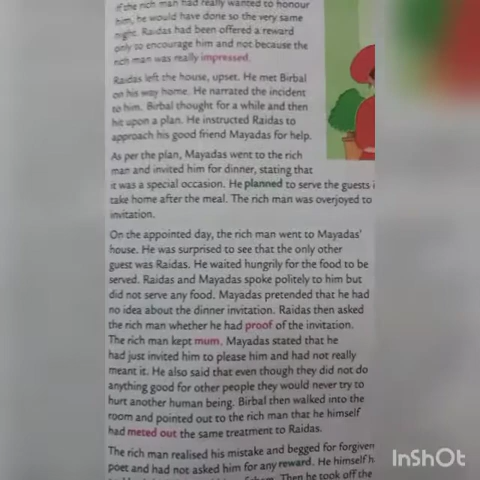 if the rich man had really wanted to honour
him, he would have done so the very same
night. Raidas had been offered a reward
only to encourage him and not because the
rich man was really impressed.
Raidas left the house, upset. He met Birbal
on his way home. He narrated the incident
to him. Birbal thought for a while and then
hit upon a plan. He instructed Raidas to
approach his good friend Mayadas for help.
As per the plan, Mayadas went to the rich
man and invited him for dinner, stating that
it was a special occasion. He planned to serve the guests i
take home after the meal. The rich man was overjoyed to
invitation.
On the appointed day, the rich man went to Mayadas'
house. He was surprised to see that the only other
guest was Raidas. He waited hungrily for the food to be
served. Raidas and Mayadas spoke politely to him but
did not serve any food. Mayadas pretended that he had
no idea about the dinner invitation. Raidas then asked
the rich man whether he had proof of the invitation.
The rich man kept mum. Mayadas stated that he
had just invited him to please him and had not really
meant it. He also said that even though they did not do
anything good for other people they would never try to
hurt another human being. Birbal then walked into the
room and pointed out to the rich man that he himself
had meted out the same treatment to Raidas.
The rich man realised his mistake and begged for forgiven
poet and had not asked him for any reward. He himself h
Then he took off the
InShOt